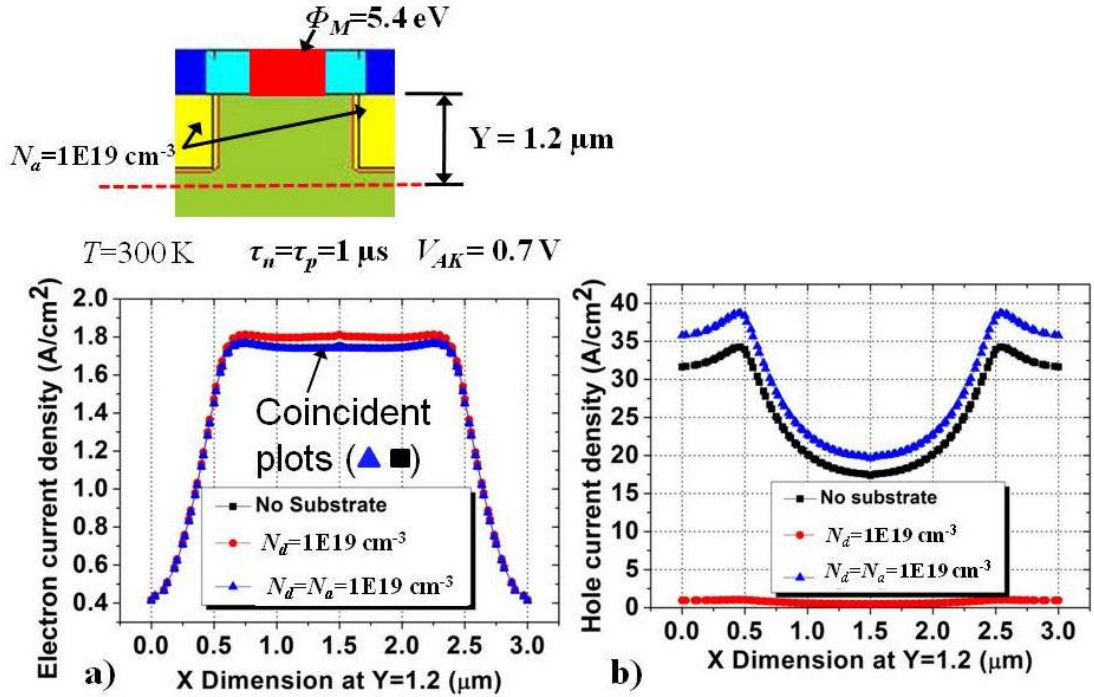 Φ_M=5.4 eV
N_a=1E19 cm⁻³
Y = 1.2 μm
T=300 K τ_n=τ_p=1 μs V_AK= 0.7 V
Electron current density (A/cm²)
2.0
1.8
1.6
1.4
1.2
1.0
0.8
0.6
0.4
Coincident
plots (▲ ■)
No Substrate
N_d=1E19 cm⁻³
N_d=N_a=1E19 cm⁻³
0.0 0.5 1.0 1.5 2.0 2.5 3.0
X Dimension at Y=1.2 (μm)
a)
Hole current density (A/cm²)
40
35
30
25
20
15
10
5
0
No substrate
N_d=1E19 cm⁻³
N_d=N_a=1E19 cm⁻³
0.0 0.5 1.0 1.5 2.0 2.5 3.0
X Dimension at Y=1.2 (μm)
b)